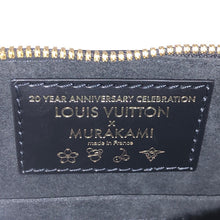 20 YEAR ANNIVERSARY CELEBRATION
LOUIS VUITTON
×
MURAKAMI
made in France